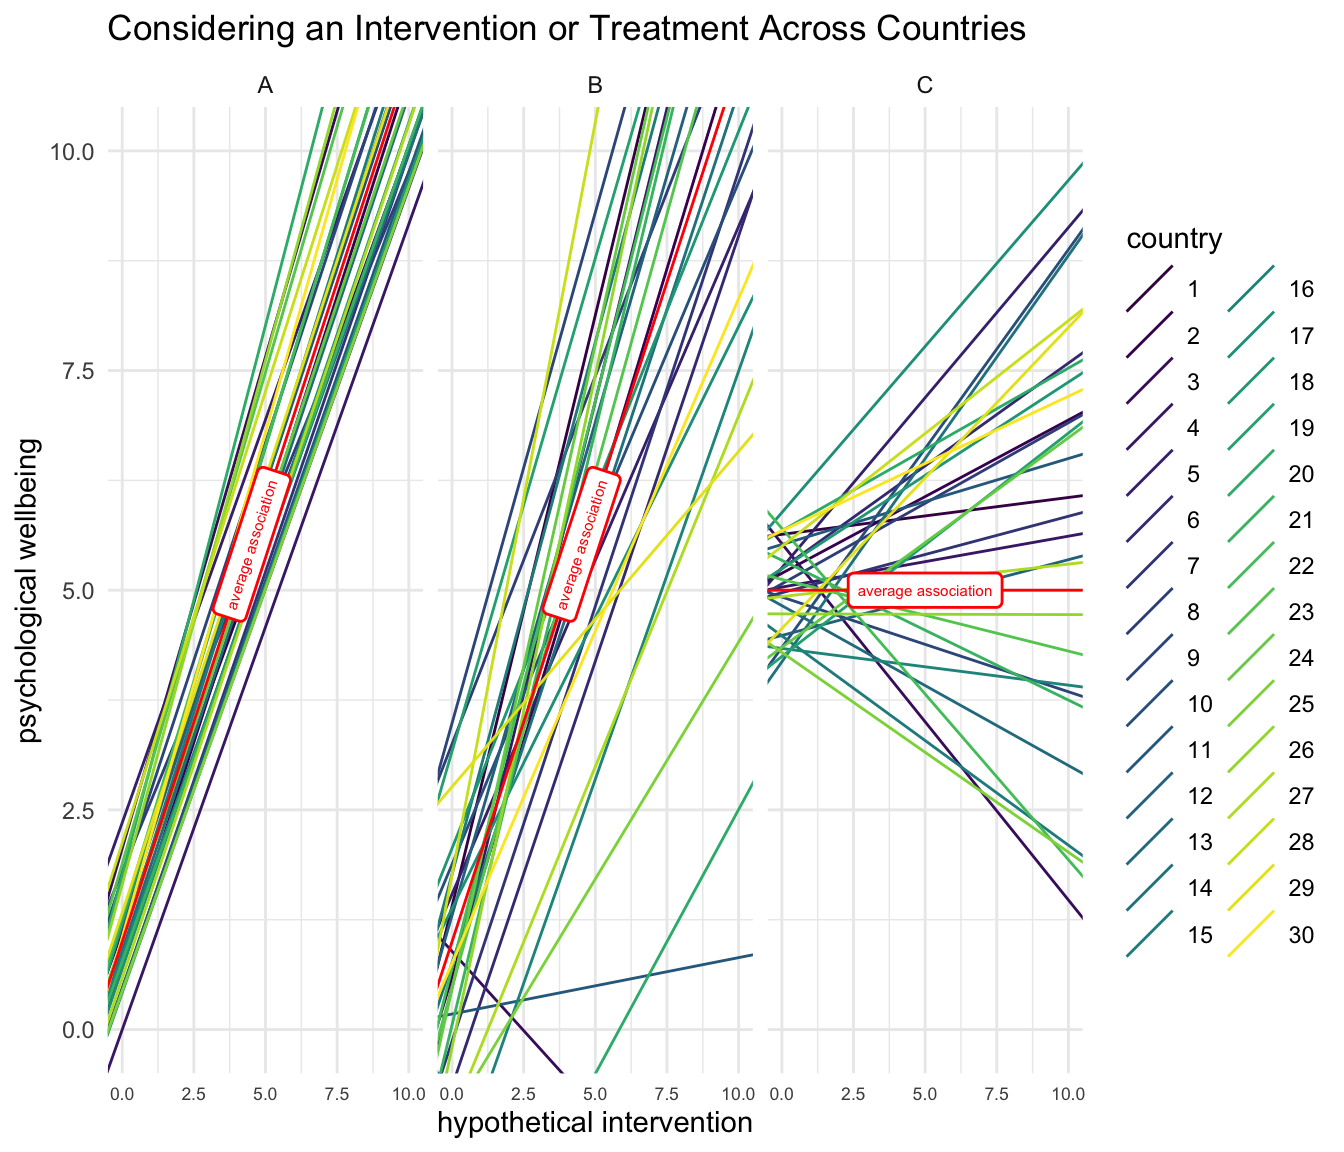 Considering an Intervention or Treatment Across Countries
A B C
10.0
7.5
5.0
2.5
0.0
psychological wellbeing
average association
average association
average association
0.0 2.5 5.0 7.5 10.0 0.0 2.5 5.0 7.5 10.0 0.0 2.5 5.0 7.5 10.0
hypothetical intervention
country
1 16
2 17
3 18
4 19
5 20
6 21
7 22
8 23
9 24
10 25
11 26
12 27
13 28
14 29
15 30